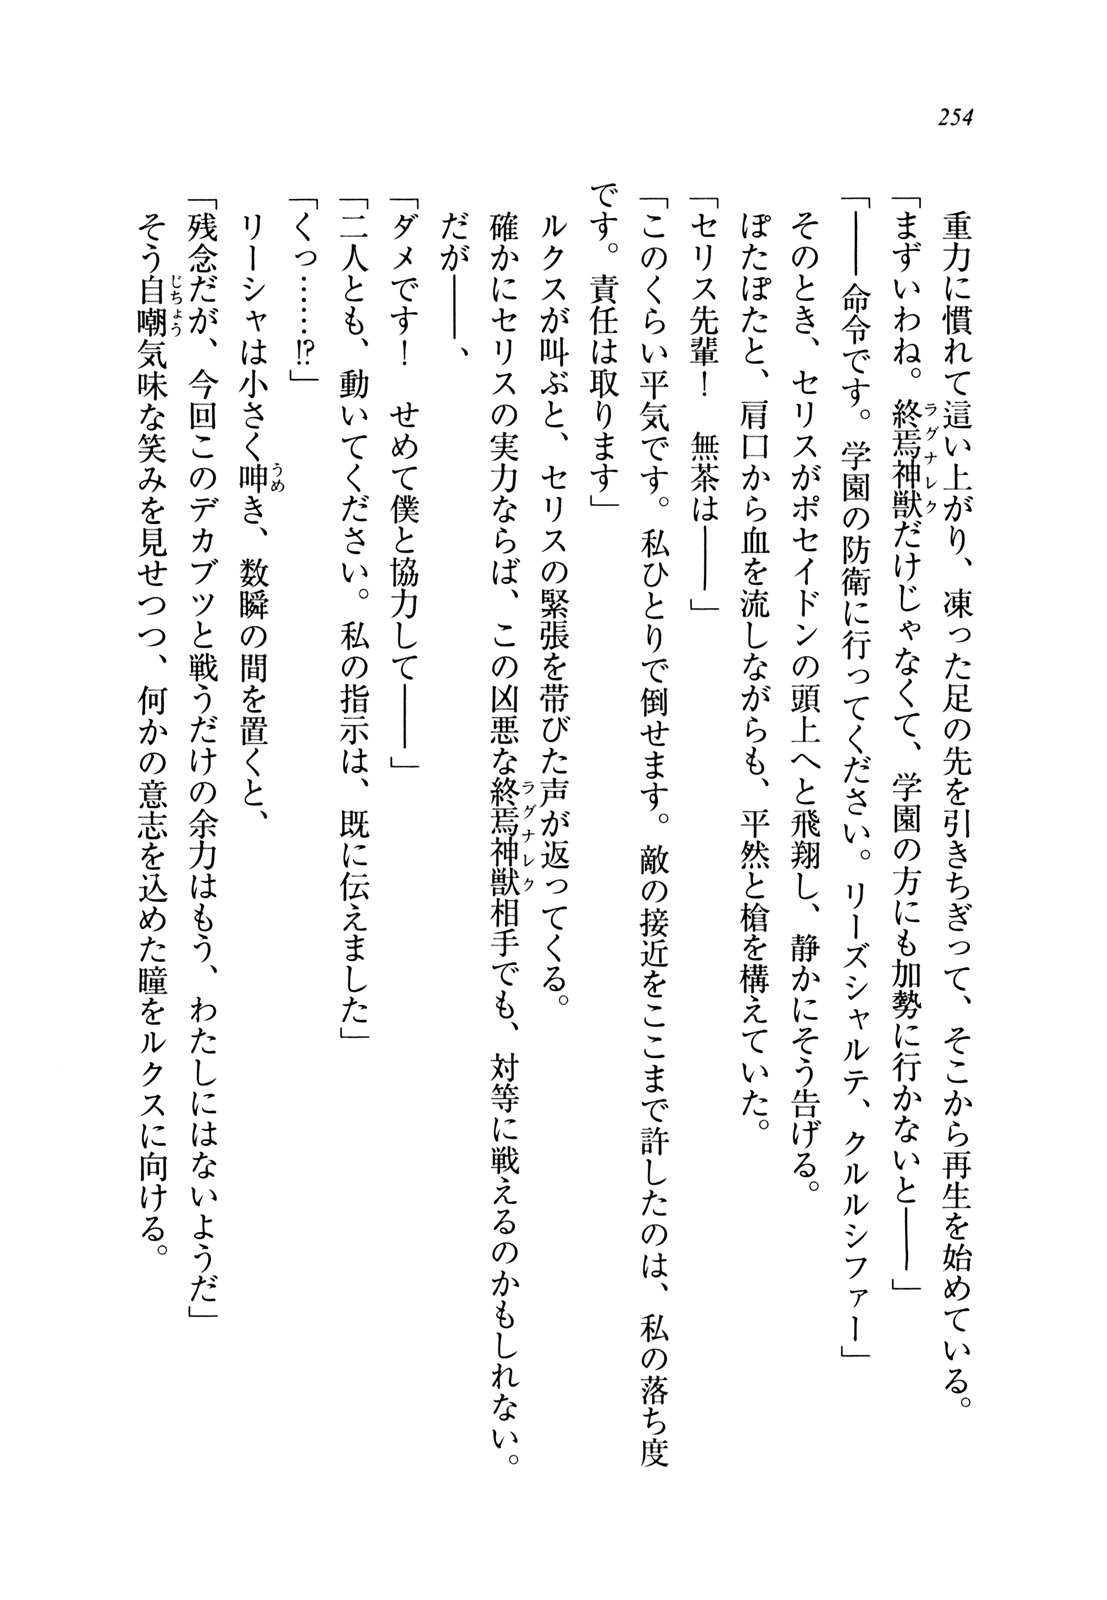 254
重力に慣れて這い上がり、凍った足の先を引きちぎって、そこから再生を始めている。
「まずいわね。終焉神獣だけじゃなくて、学園の方にも加勢に行かないと――」
ラグナレク
「――命令です。学園の防衛に行ってください。リーズシャルテ、クルルシファー」
そのとき、セリスがポセイドンの頭上へと飛翔し、静かにそう告げる。
ぽたぽたと、肩口から血を流しながらも、平然と槍を構えていた。
「セリス先輩！　無茶は――」
「このくらい平気です。私ひとりで倒せます。敵の接近をここまで許したのは、私の落ち度
です。責任は取ります」
ルクスが叫ぶと、セリスの緊張を帯びた声が返ってくる。
確かにセリスの実力ならば、この凶悪な終焉神獣相手でも、対等に戦えるのかもしれない。
ラグナレク
だが――、
「ダメです！　せめて僕と協力して――」
「二人とも、動いてください。私の指示は、既に伝えました」
「くっ……!?」
リーシャは小さく呻き、数瞬の間を置くと、
うめ
「残念だが、今回このデカブツと戦うだけの余力はもう、わたしにはないようだ」
そう自嘲気味な笑みを見せつつ、何かの意志を込めた瞳をルクスに向ける。
じちょう